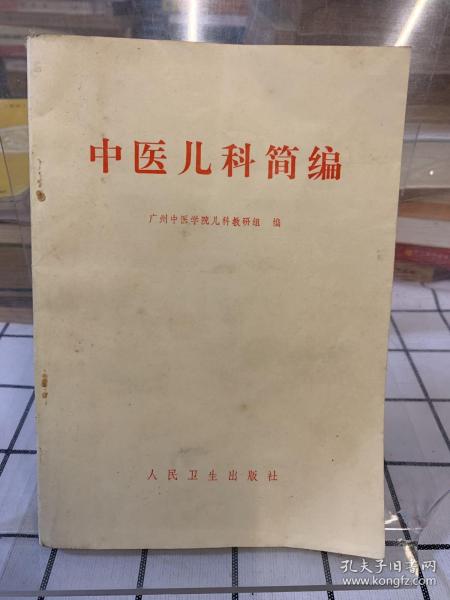 中医儿科简编
广州中医学院儿科教研组 编
人民卫生出版社
孔夫子旧书网
www.kongfz.com